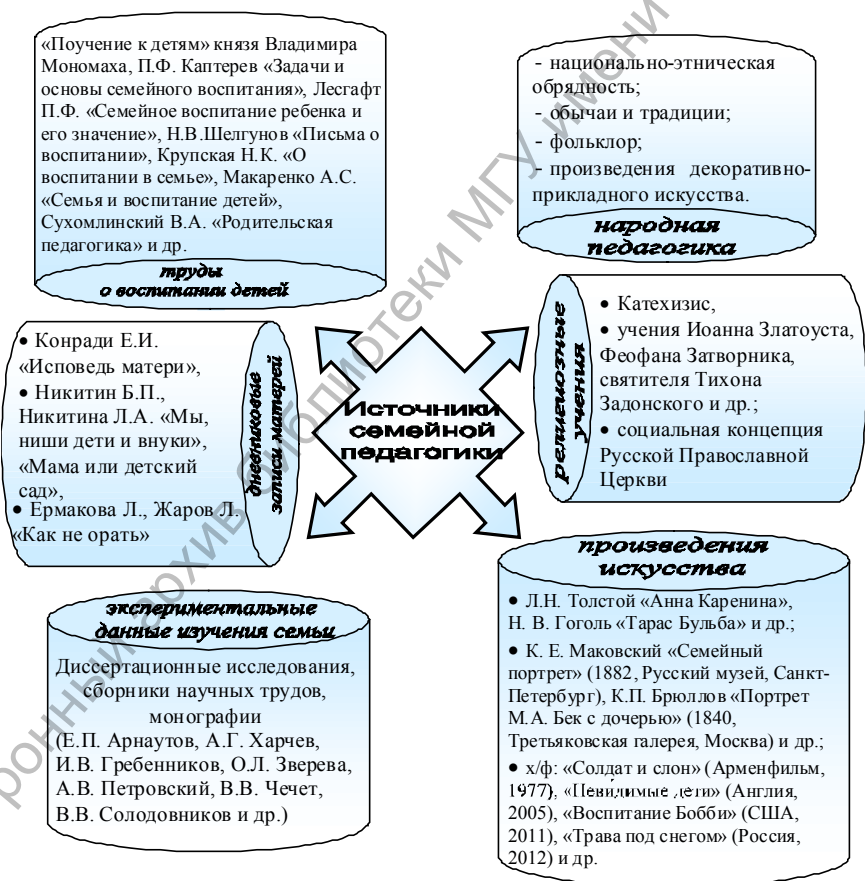 «Поучение к детям» князя Владимира
Мономаха, П.Ф. Каптерев «Задачи и
основы семейного воспитания», Лесгафт
П.Ф. «Семейное воспитание ребенка и
его значение», Н.В.Шелгунов «Письма о
воспитании», Крупская Н.К. «О
воспитании в семье», Макаренко А.С.
«Семья и воспитание детей»,
Сухомлинский В.А. «Родительская
педагогика» и др.
труды
о воспитании детей
- национально-этническая
обрядность;
- обычаи и традиции;
- фольклор;
- произведения декоративно-
прикладного искусства.
народная
педагогика
• Конради Е.И.
«Исповедь матери»,
• Никитин Б.П.,
Никитина Л.А. «Мы,
ниши дети и внуки»,
«Мама или детский
сад»,
• Ермакова Л., Жаров Л.
«Как не орать»
дневниковые
записи матерей
Источники
семейной
педагогики
религиозные
учения
• Катехизис,
• учения Иоанна Златоуста,
Феофана Затворника,
святителя Тихона
Задонского и др.;
• социальная концепция
Русской Православной
Церкви
экспериментальные
данные изучения семьи
Диссертационные исследования,
сборники научных трудов,
монографии
(Е.П. Арнаутов, А.Г. Харчев,
И.В. Гребенников, О.Л. Зверева,
А.В. Петровский, В.В. Чечет,
В.В. Солодовников и др.)
произведения
искусства
• Л.Н. Толстой «Анна Каренина»,
Н. В. Гоголь «Тарас Бульба» и др.;
• К. Е. Маковский «Семейный
портрет» (1882, Русский музей, Санкт-
Петербург), К.П. Брюллов «Портрет
М.А. Бек с дочерью» (1840,
Третьяковская галерея, Москва) и др.;
• х/ф: «Солдат и слон» (Арменфильм,
1977), «Невидимые дети» (Англия,
2005), «Воспитание Бобби» (США,
2011), «Трава под снегом» (Россия,
2012) и др.
ронный архив библиотеки МГУ имени